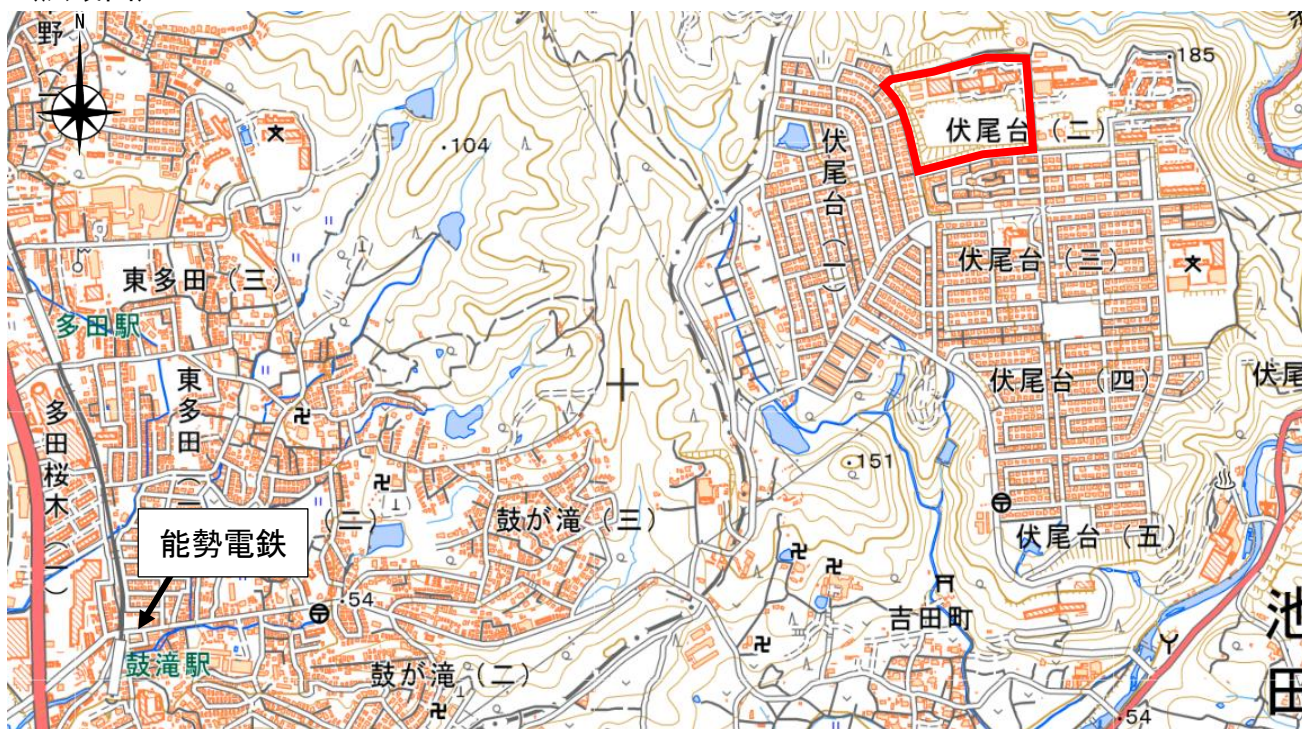 N
野
185
104
伏尾台(二)
伏尾台(一)
東多田(三)
伏尾台(三)
多田駅
東多田
伏尾台(四)
伏尾
多田桜木(一)
151
能勢電鉄
(二)
鼓が滝(三)
伏尾台(五)
54
吉田町
池田
鼓滝駅
鼓が滝(二)
54